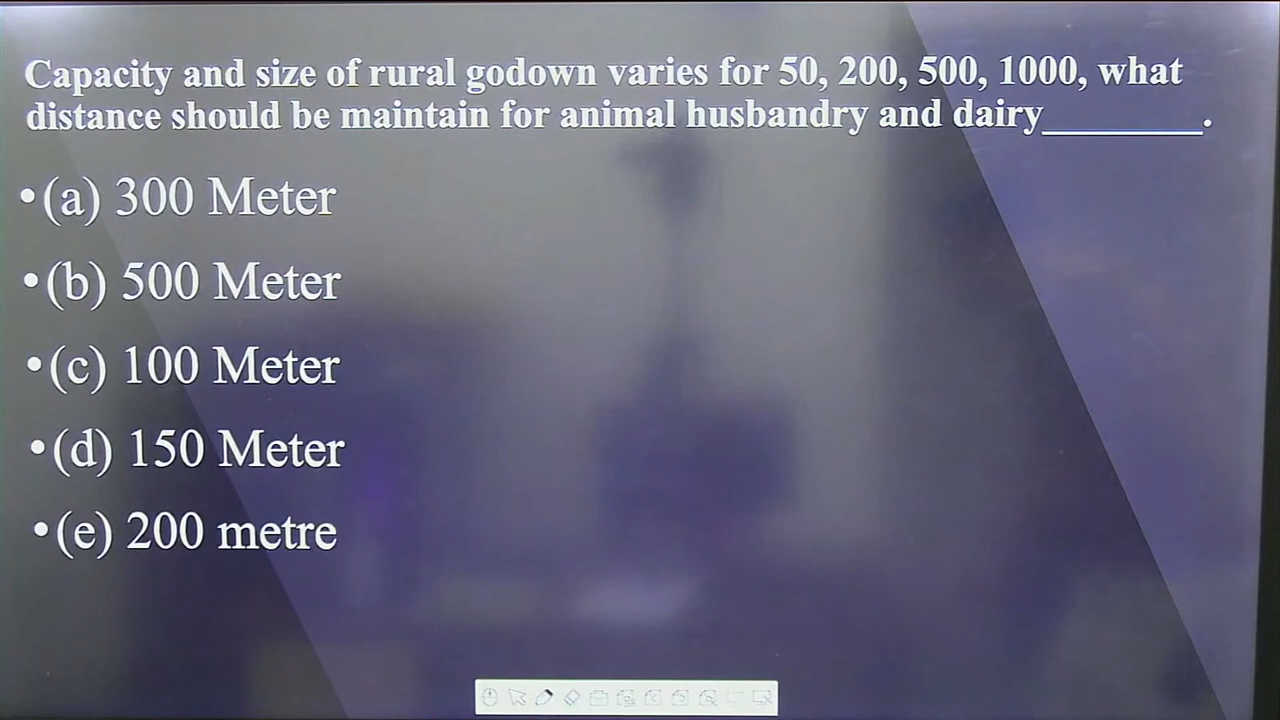 Capacity and size of rural godown varies for 50, 200, 500, 1000, what
distance should be maintain for animal husbandry and dairy________.
•(a) 300 Meter
•(b) 500 Meter
•(c) 100 Meter
•(d) 150 Meter
•(e) 200 metre